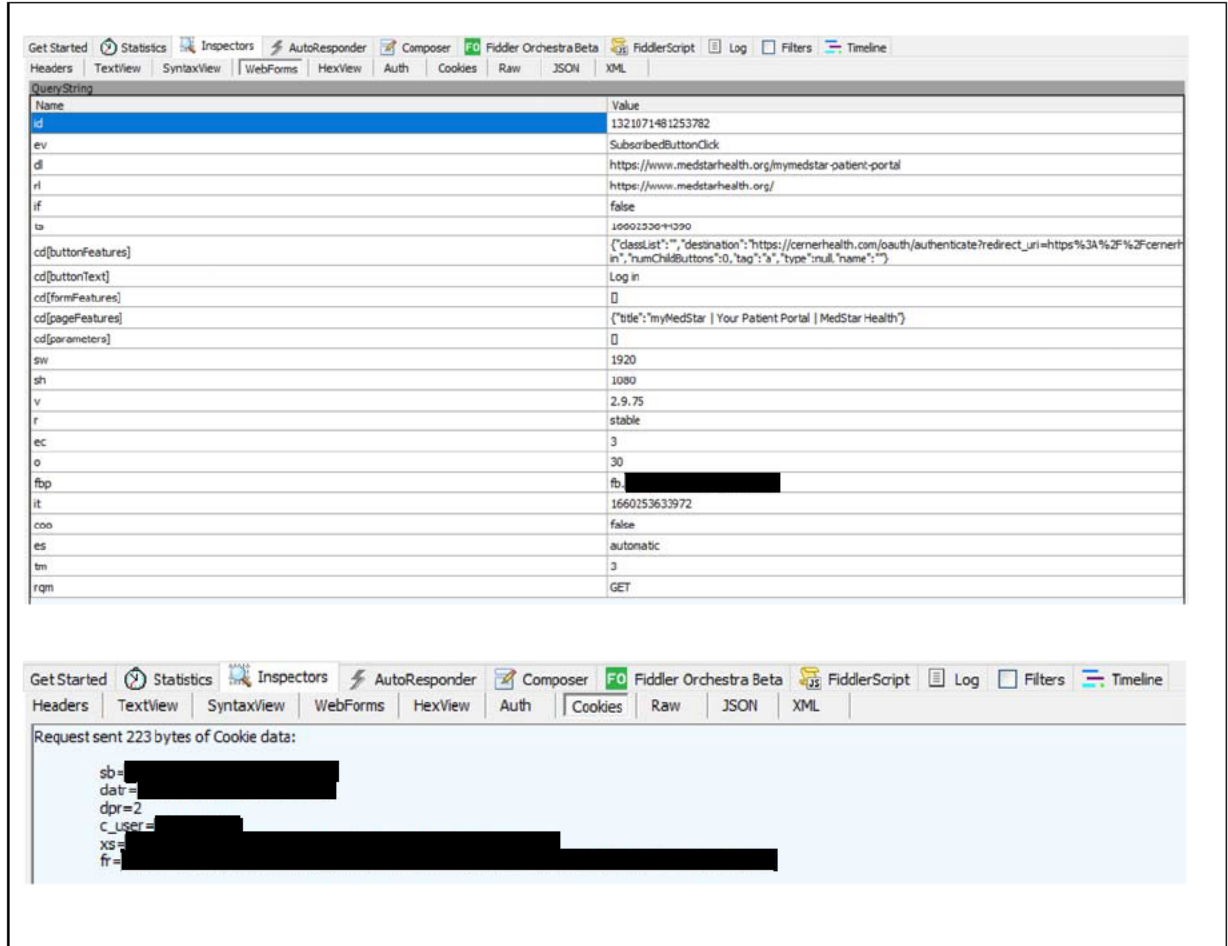 Get Started Statistics Inspectors AutoResponder Composer FO Fiddler Orchestra Beta FiddlerScript Log Filters Timeline
Headers TextView SyntaxView WebForms HexView Auth Cookies Raw JSON XML
QueryString
Name Value
id 1321071481253782
ev SubscribedButtonClick
dl https://www.medstarhealth.org/mymedstar-patient-portal
rl https://www.medstarhealth.org/
if false
ts 1660253644390
cd[buttonFeatures] {"classList":"","destination":"https://cernerhealth.com/oauth/authenticate?redirect_uri=https%3A%2F%2Fcernerh
in","numChildButtons":0,"tag":"a","type":null,"name":""}
cd[buttonText] Log in
cd[formFeatures] []
cd[pageFeatures] {"title":"myMedStar | Your Patient Portal | MedStar Health"}
cd[parameters] []
sw 1920
sh 1080
v 2.9.75
r stable
ec 3
o 30
fbp fb.
it 1660253633972
coo false
es automatic
tm 3
rqm GET
Get Started Statistics Inspectors AutoResponder Composer FO Fiddler Orchestra Beta FiddlerScript Log Filters Timeline
Headers TextView SyntaxView WebForms HexView Auth Cookies Raw JSON XML
Request sent 223 bytes of Cookie data:
sb=
datr=
dpr=2
c_user=
xs=
fr=